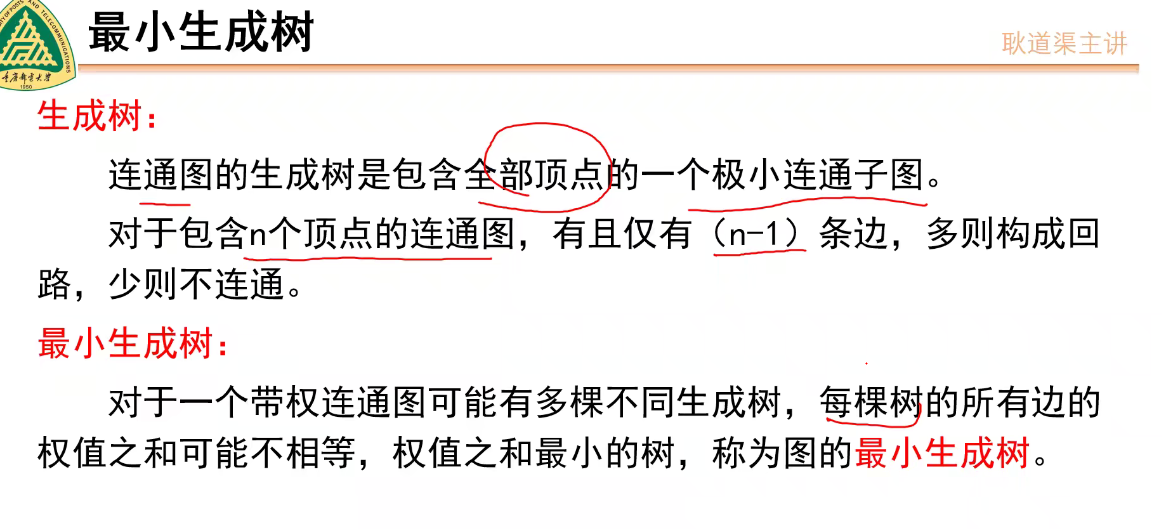 OF POSTS AND TELECOMMUNICATIONS
1950
最小生成树
耿道渠主讲
生成树：
连通图的生成树是包含全部顶点的一个极小连通子图。
对于包含n个顶点的连通图，有且仅有（n-1）条边，多则构成回
路，少则不连通。
最小生成树：
对于一个带权连通图可能有多棵不同生成树，每棵树的所有边的
权值之和可能不相等，权值之和最小的树，称为图的最小生成树。